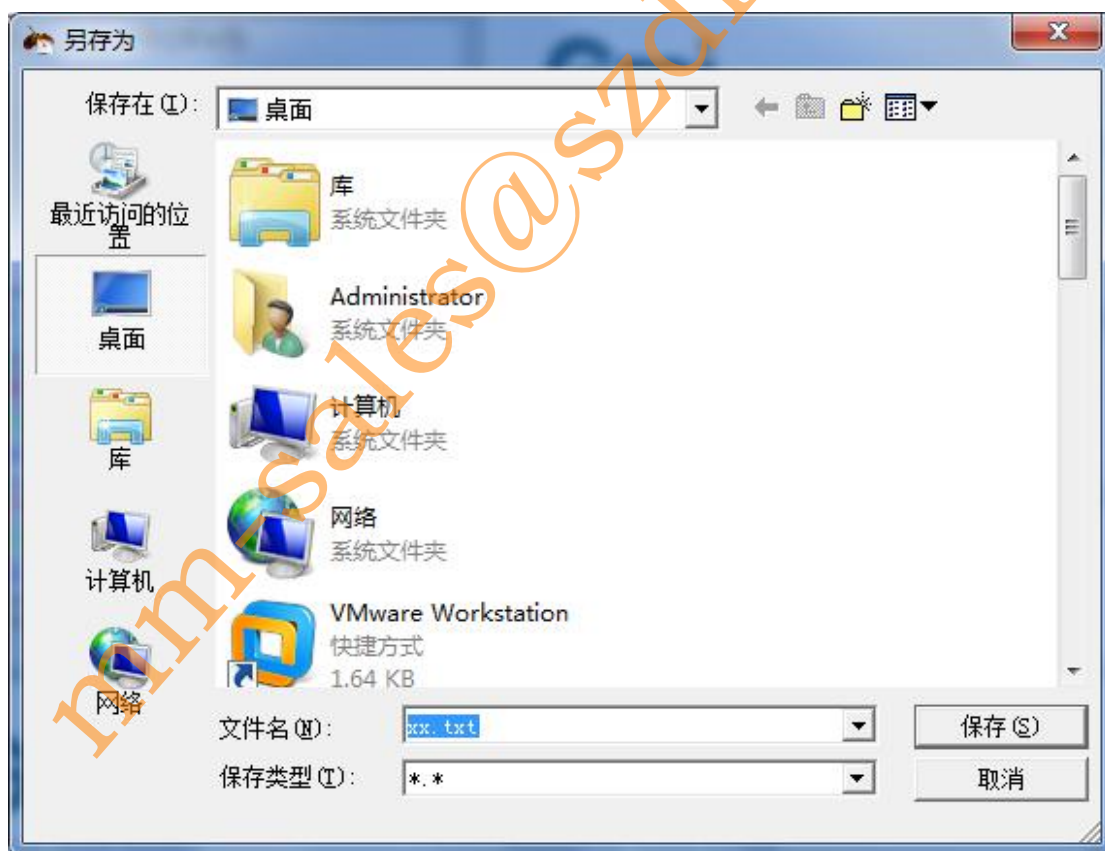 另存为
保存在(I):
桌面
最近访问的位
置
桌面
库
计算机
网络
库
系统文件夹
Administrator
系统文件夹
计算机
系统文件夹
网络
系统文件夹
VMware Workstation
快捷方式
1.64 KB
文件名(N):
xx.txt
保存(S)
保存类型(T):
*.*
取消
mm-sales@szd